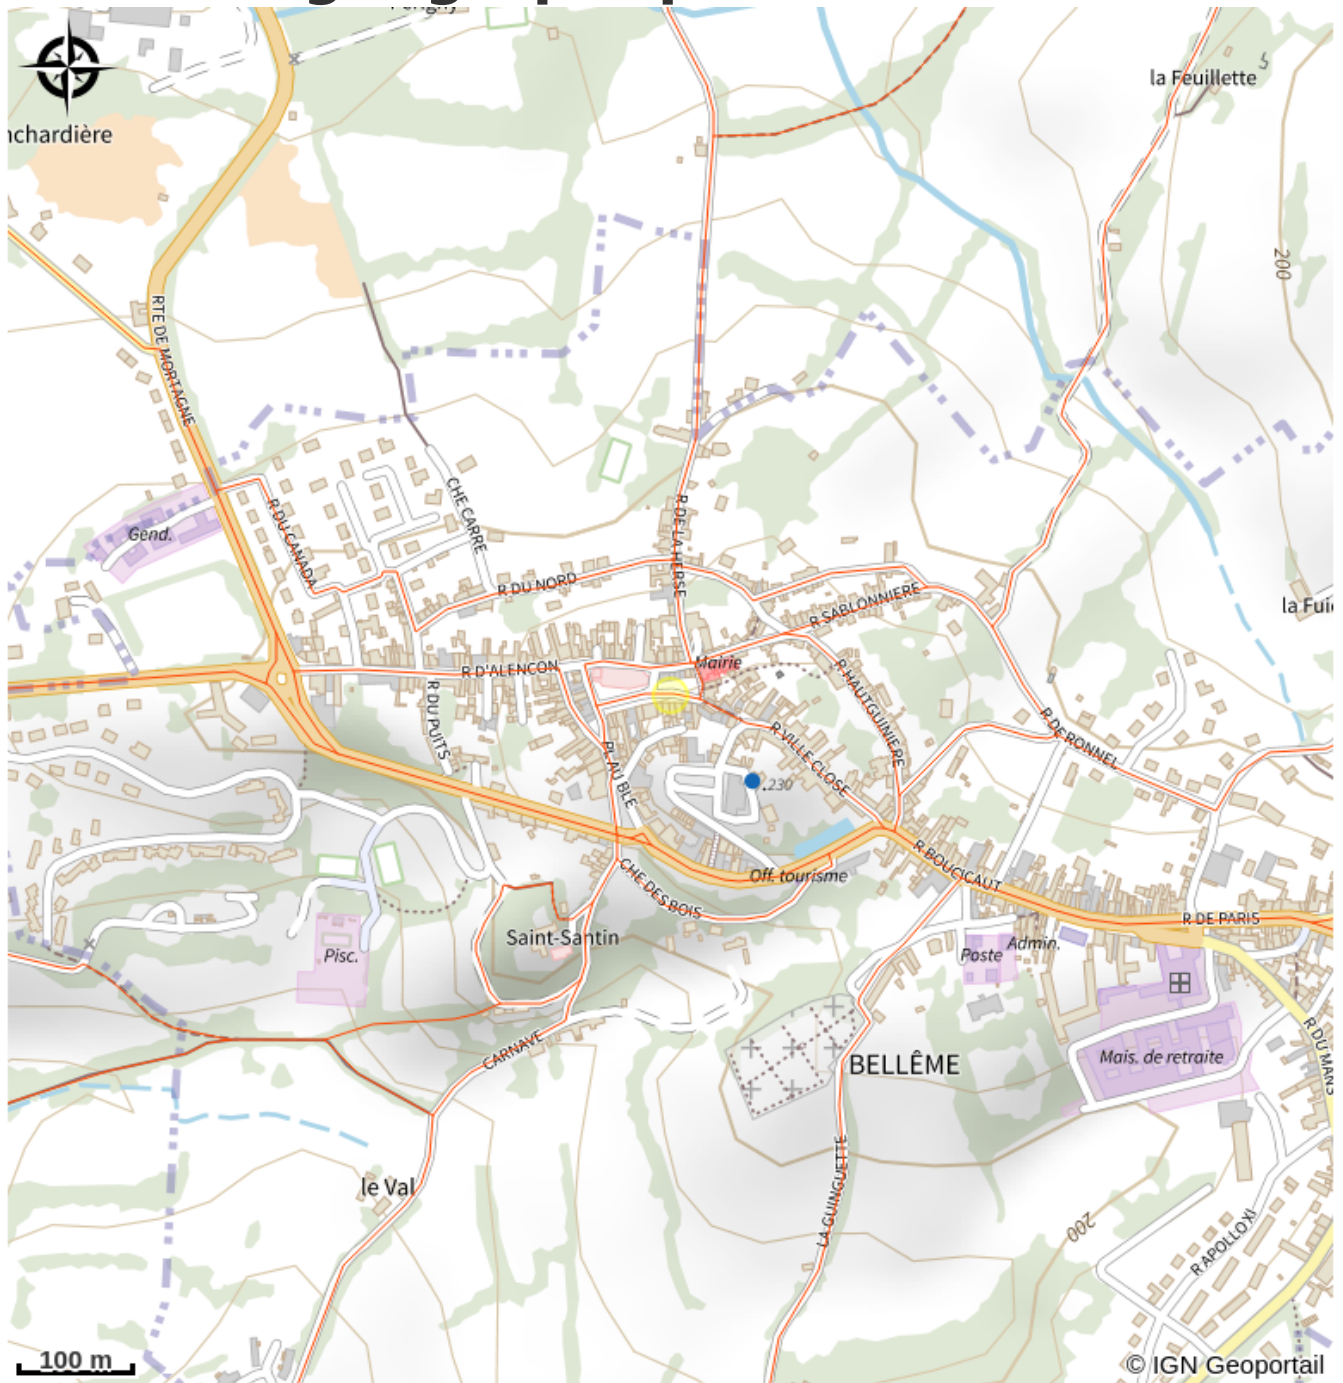 la Feuillette
5
nchardière
200
RTE DE MORTAGNE
CHE CARRE
R DE LA HERSE
R DU CANADA
Gend.
R DU NORD
R SABLONNIERE
la Fui
R D'ALENCON
Mairie
R HAUTGUINIERE
R DU PUITS
R VILLE CLOSE
R DERONNEL
PL AU BLE
.230
R BOUCICAUT
CHE DES BOIS
Off. tourisme
R DE PARIS
Saint-Santin
Pisc.
Poste
Admin.
CARNAVE
BELLÊME
Mais. de retraite
R DU MANS
LA GUINGUETTE
le Val
200
R APOLLO XI
100 m
© IGN Geoportail